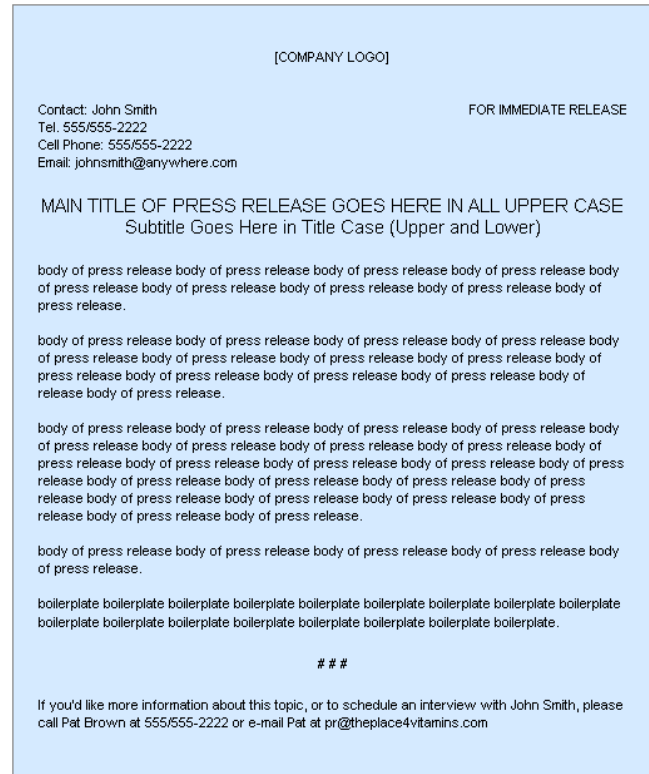 [COMPANY LOGO]
Contact: John Smith
FOR IMMEDIATE RELEASE
Tel. 555/555-2222
Cell Phone: 555/555-2222
Email: johnsmith@anywhere.com
MAIN TITLE OF PRESS RELEASE GOES HERE IN ALL UPPER CASE
Subtitle Goes Here in Title Case (Upper and Lower)
body of press release body of press release body of press release body of press release body
of press release body of press release body of press release body of press release body of
press release.
body of press release body of press release body of press release body of press release body
of press release body of press release body of press release body of press release body of
press release body of press release body of press release body of press release body of
release body of press release.
body of press release body of press release body of press release body of press release body
of press release body of press release body of press release body of press release body of
press release body of press release body of press release body of press release body of press
release body of press release body of press release body of press release body of press
release body of press release body of press release body of press release body of press
release body of press release body of press release.
body of press release body of press release body of press release body of press release body
of press release.
boilerplate boilerplate boilerplate boilerplate boilerplate boilerplate boilerplate boilerplate boilerplate
boilerplate boilerplate boilerplate boilerplate boilerplate boilerplate boilerplate boilerplate.
# # #
If you'd like more information about this topic, or to schedule an interview with John Smith, please
call Pat Brown at 555/555-2222 or e-mail Pat at pr@theplace4vitamins.com